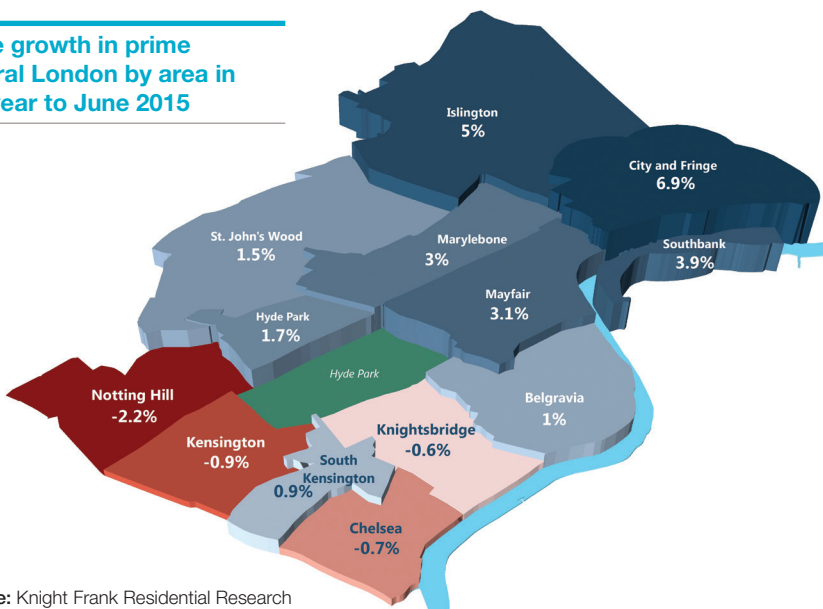 growth in prime
London by area in
to June 2015
Islington
5%
City and Fringe
6.9%
St. John's Wood
1.5%
Marylebone
3%
Southbank
3.9%
Mayfair
3.1%
Hyde Park
1.7%
Hyde Park
Notting Hill
-2.2%
Belgravia
1%
Kensington
-0.9%
Knightsbridge
-0.6%
South
Kensington
0.9%
Chelsea
-0.7%
Knight Frank Residential Research